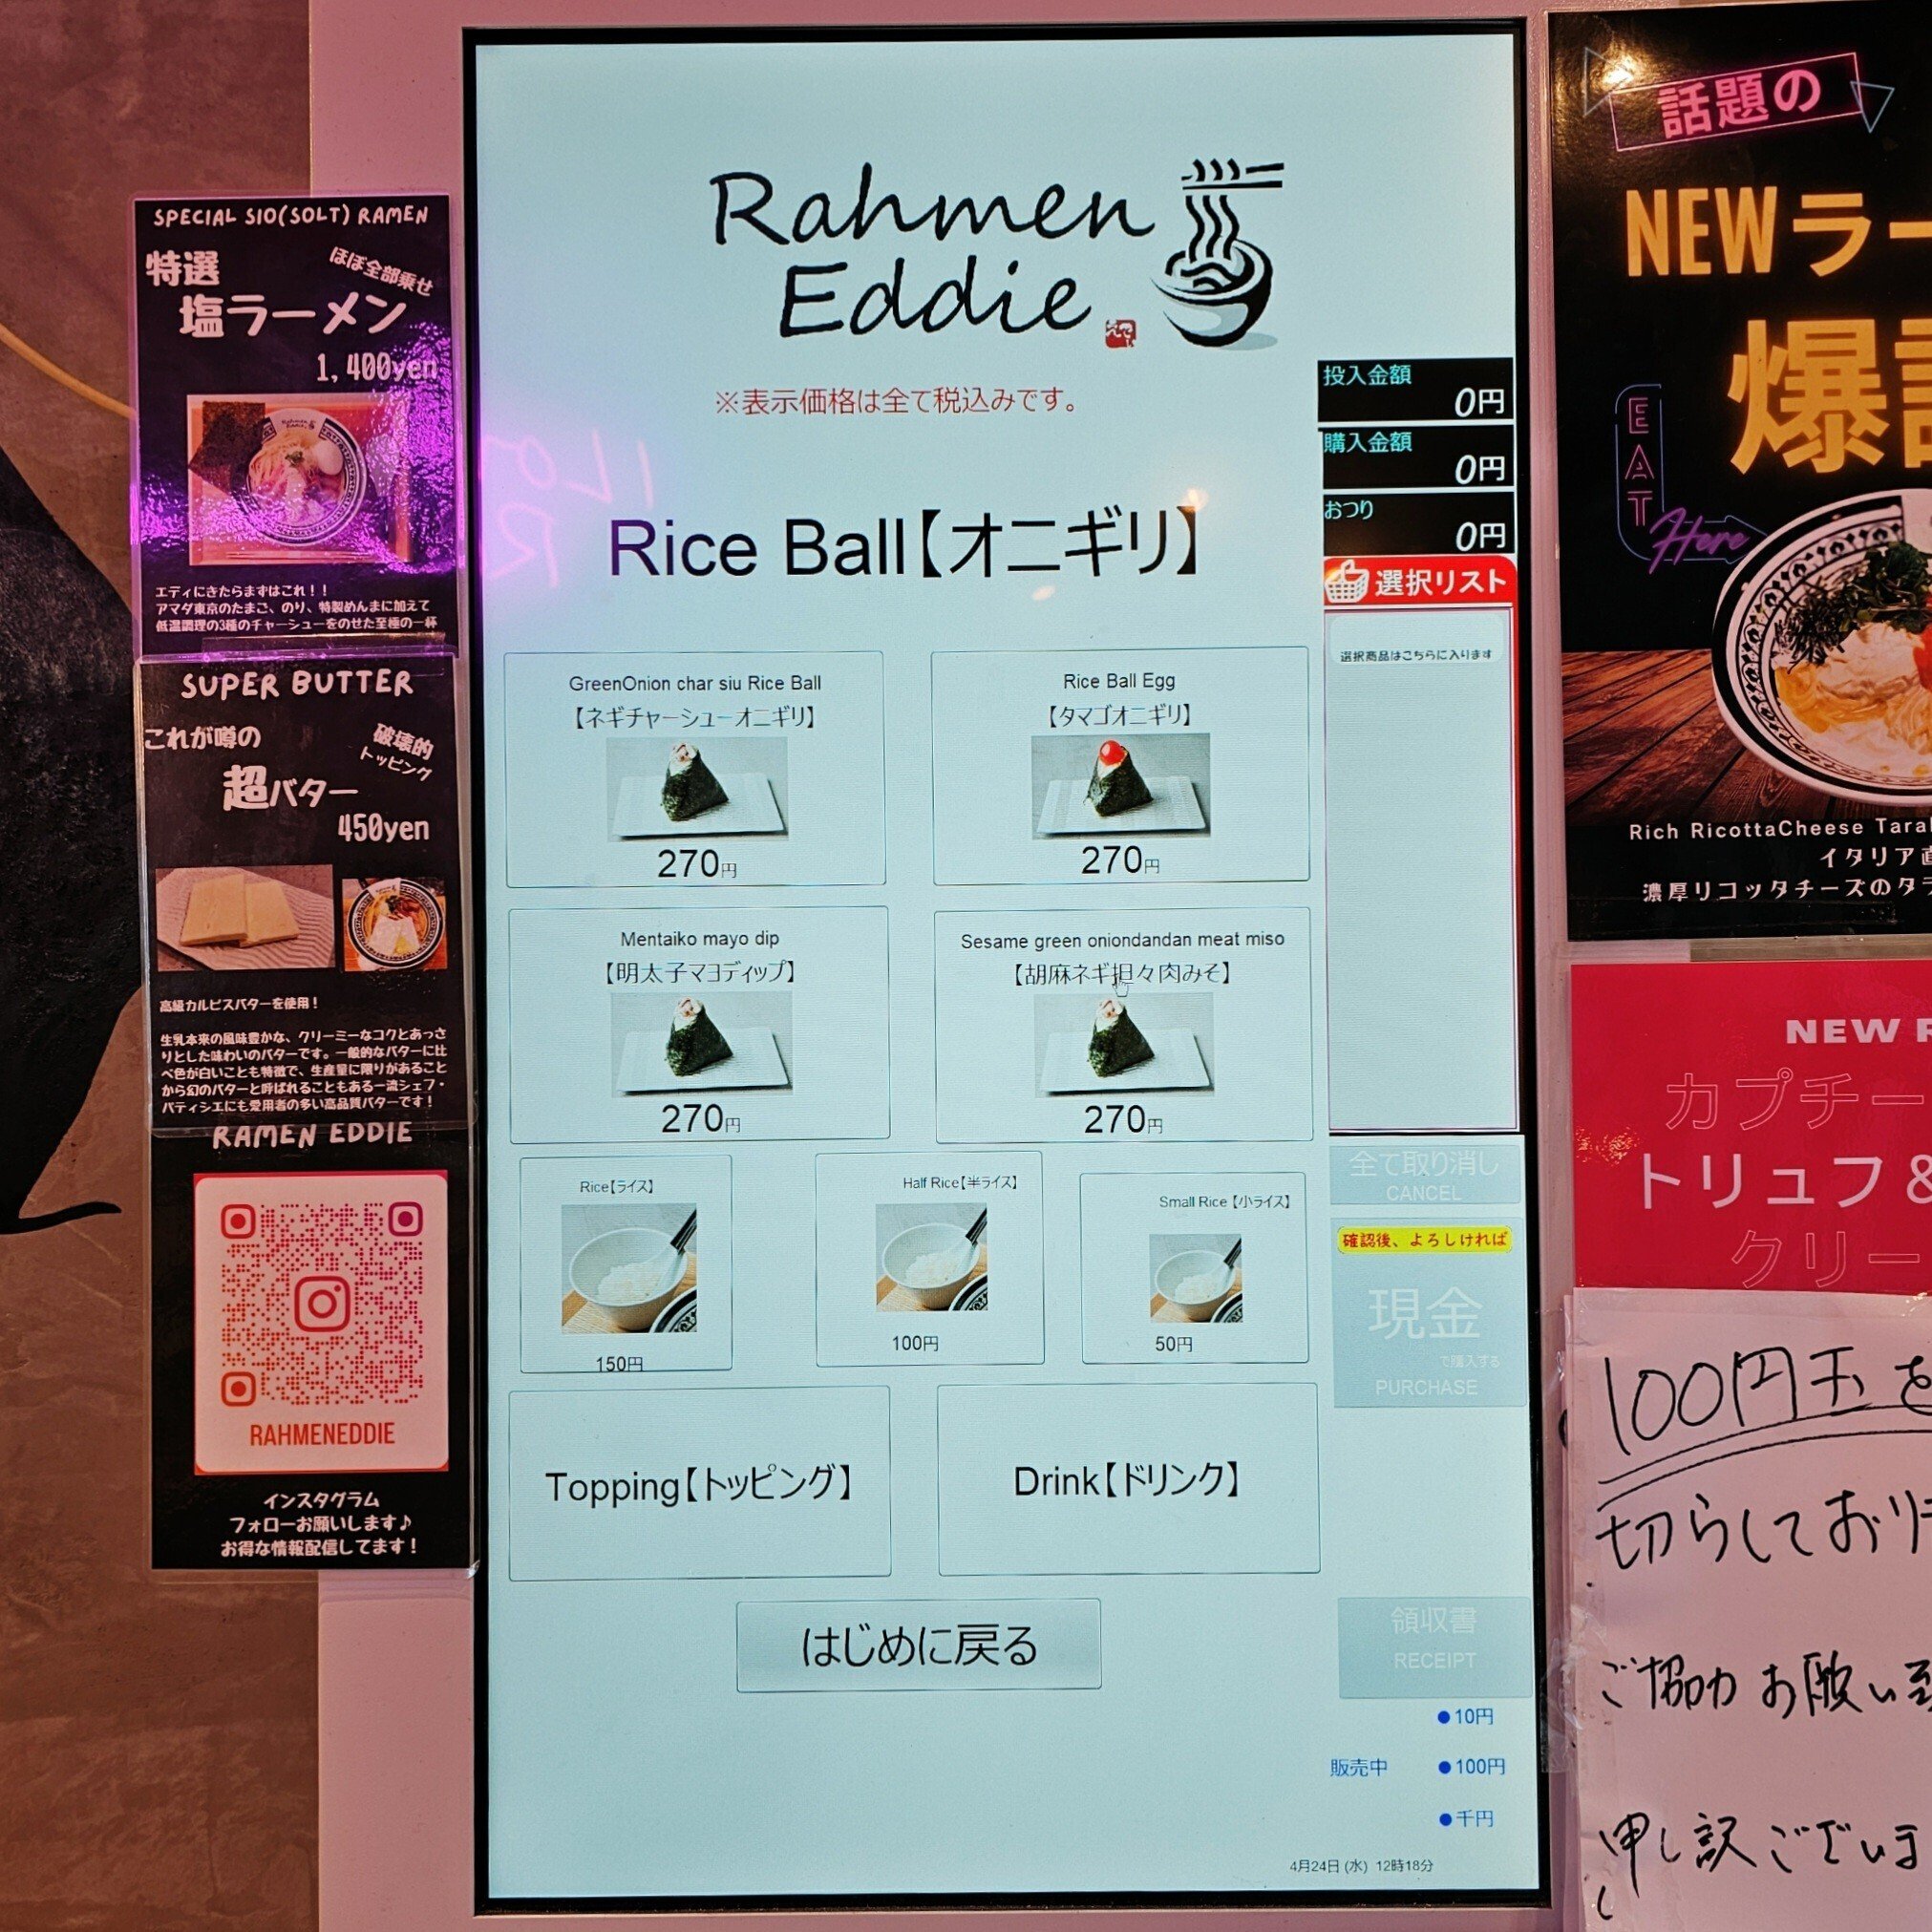 SPECIAL SIO(SOLT) RAMEN
特選
ほぼ全部乗せ
塩ラーメン
1,400yen
エディにきたらまずはこれ！！
アマダ東京のたまご、のり、特製めんまに加えて
低温調理の3種のチャーシューをのせた至極の一杯
SUPER BUTTER
これが噂の
破壊的
トッピング
超バター
450yen
高級カルピスバターを使用！
生乳本来の風味豊かな、クリーミーなコクとあっさ
りとした味わいのバターです。一般的なバターに比
べ色が白いことも特徴で、生産量に限りがあること
から幻のバターと呼ばれることもある一流シェフ・
パティシエにも愛用者の多い高品質バターです！
RAMEN EDDIE
RAHMENEDDIE
インスタグラム
フォローお願いします♪
お得な情報配信してます！
Rahmen
Eddie
※表示価格は全て税込みです。
投入金額
0円
購入金額
0円
おつり
0円
選択リスト
選択商品はこちらに入ります
Rice Ball【オニギリ】
GreenOnion char siu Rice Ball
【ネギチャーシューオニギリ】
270円
Rice Ball Egg
【タマゴオニギリ】
270円
Mentaiko mayo dip
【明太子マヨディップ】
270円
Sesame green oniondandan meat miso
【胡麻ネギ担々肉みそ】
270円
Rice【ライス】
150円
Half Rice【半ライス】
100円
Small Rice【小ライス】
50円
Topping【トッピング】
Drink【ドリンク】
はじめに戻る
全て取り消し
CANCEL
確認後、よろしければ
現金
で購入する
PURCHASE
領収書
RECEIPT
●10円
販売中 ●100円
●千円
4月24日 (水) 12時18分
話題の
NEWラー
爆
EAT
Here
Rich RicottaCheese Tara
イタリア
濃厚リコッタチーズのタラ
NEW
カプチー
トリュフ&
クリー
100円玉を
切らしており
ご協力お願い
申し訳ございま